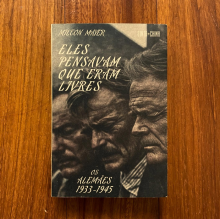 MILTON MAYER
ELES
PENSAVAM
QUE ERAM
LIVRES
OS
ALEMÃES
1933-1945